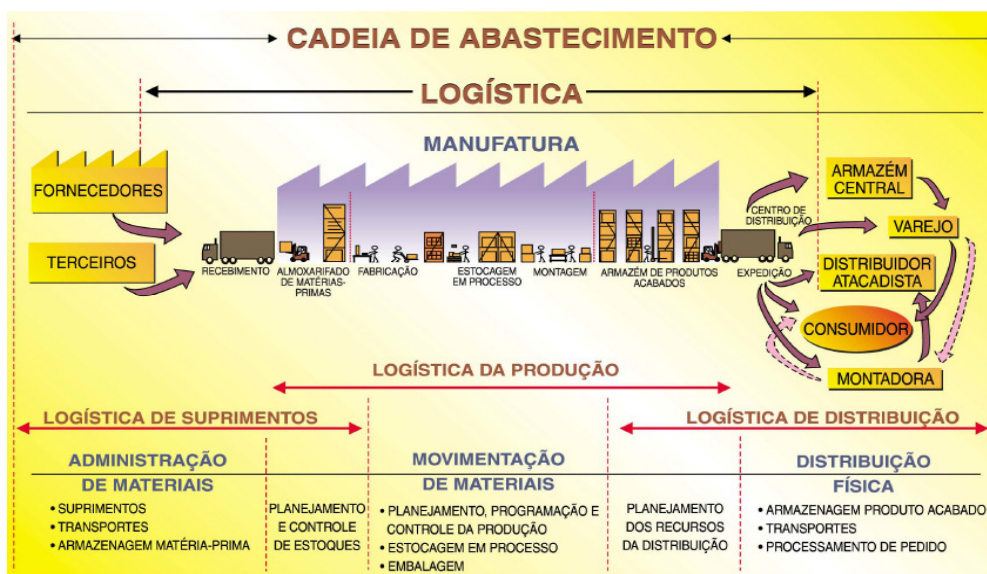 CADEIA DE ABASTECIMENTO
LOGÍSTICA
MANUFATURA
FORNECEDORES
TERCEIROS
RECEBIMENTO
ALMOXARIFADO
DE MATÉRIAS-
PRIMAS
FABRICAÇÃO
ESTOCAGEM
EM PROCESSO
MONTAGEM
ARMAZÉM DE PRODUTOS
ACABADOS
EXPEDIÇÃO
CENTRO DE
DISTRIBUIÇÃO
ARMAZÉM
CENTRAL
VAREJO
DISTRIBUIDOR
ATACADISTA
CONSUMIDOR
MONTADORA
LOGÍSTICA DA PRODUÇÃO
LOGÍSTICA DE SUPRIMENTOS
LOGÍSTICA DE DISTRIBUIÇÃO
ADMINISTRAÇÃO
DE MATERIAIS
• SUPRIMENTOS
• TRANSPORTES
• ARMAZENAGEM MATÉRIA-PRIMA
PLANEJAMENTO
E CONTROLE
DE ESTOQUES
MOVIMENTAÇÃO
DE MATERIAIS
• PLANEJAMENTO, PROGRAMAÇÃO E
CONTROLE DA PRODUÇÃO
• ESTOCAGEM EM PROCESSO
• EMBALAGEM
PLANEJAMENTO
DOS RECURSOS
DA DISTRIBUIÇÃO
DISTRIBUIÇÃO
FÍSICA
• ARMAZENAGEM PRODUTO ACABADO
• TRANSPORTES
• PROCESSAMENTO DE PEDIDO